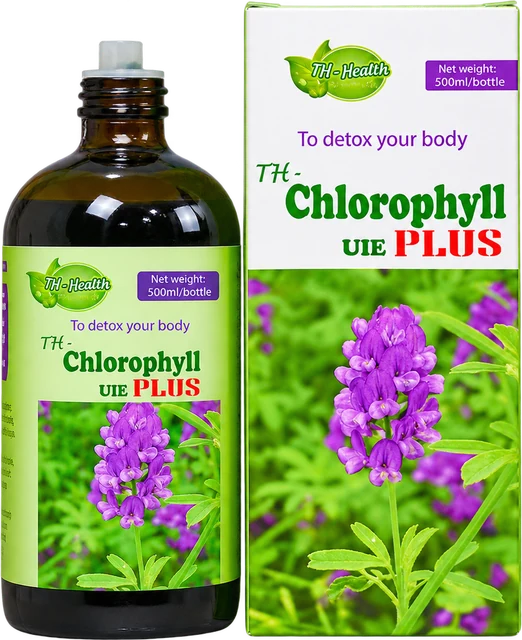 TH - Health
Net weight:
500ml/bottle
To detox your body
TH -
Chlorophyll
UIE PLUS
TH - Health
Net weight:
500ml/bottle
To detox your body
TH -
Chlorophyll
UIE PLUS